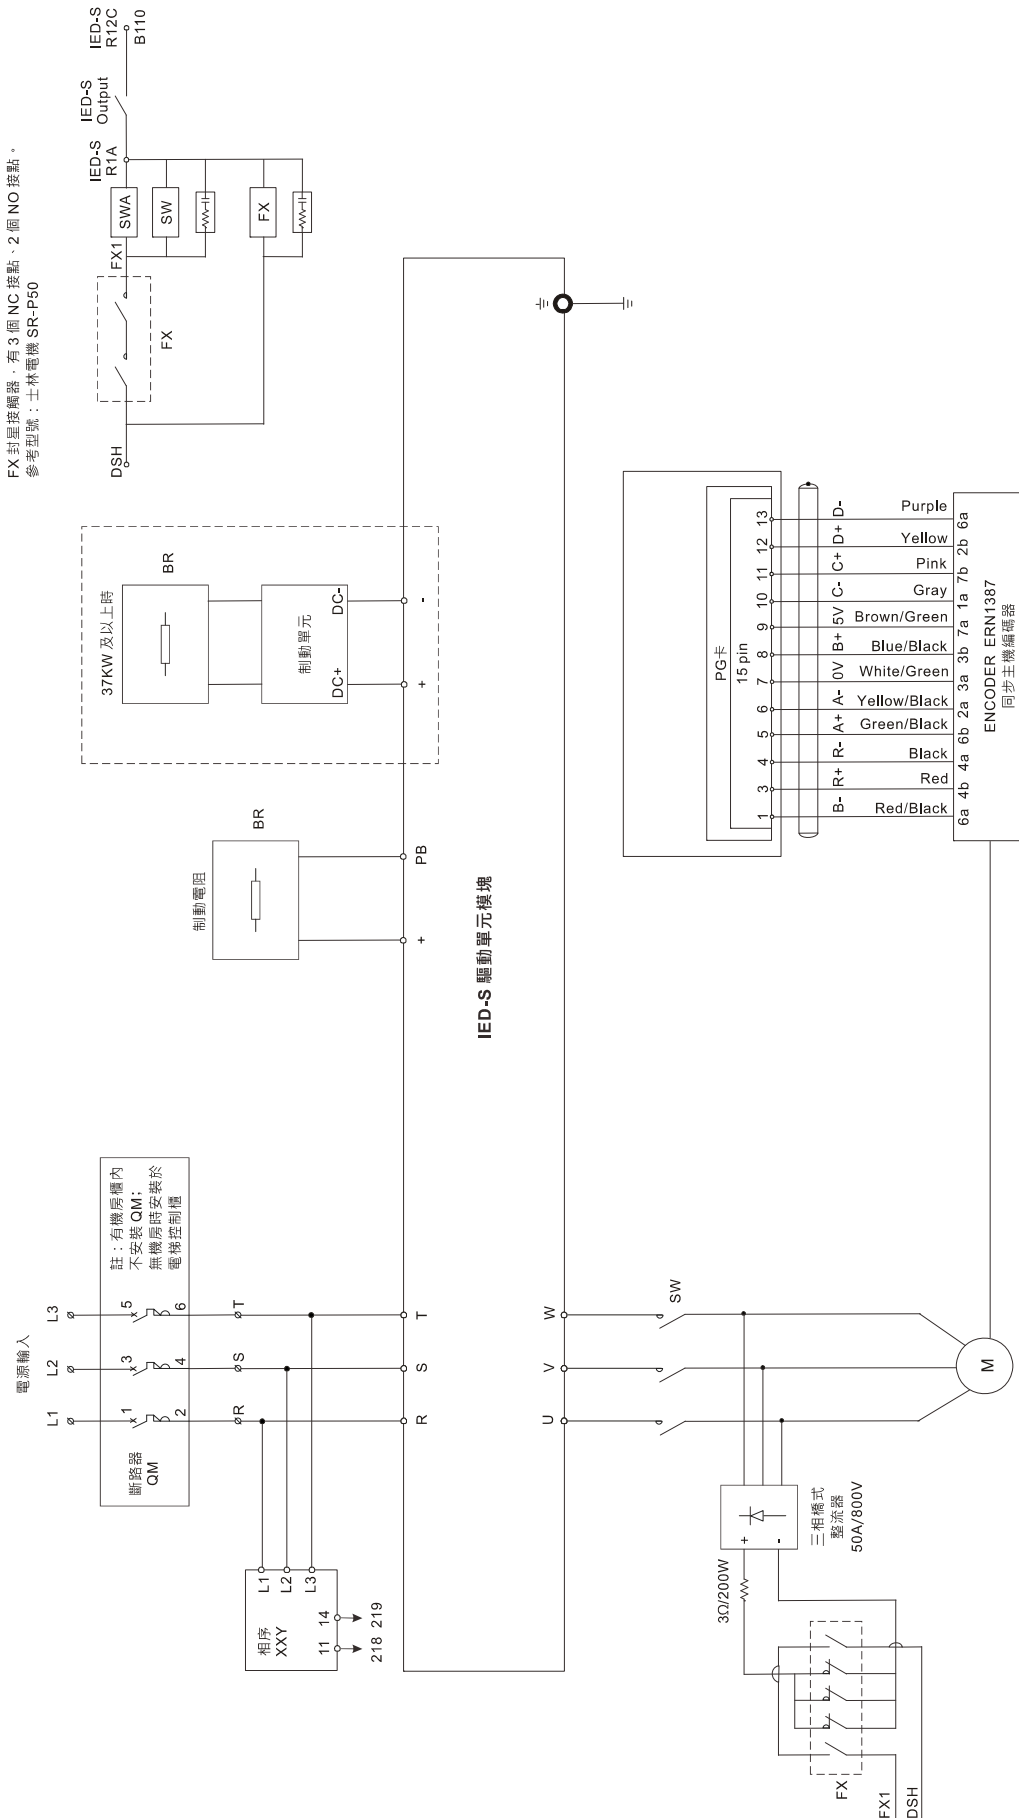 FX 封星接觸器，有 3 個 NC 接點、2 個 NO 接點。
參考型號：士林電機 SR-P50
DSH
FX
FX1
SWA
SW
FX
IED-S
R1A
IED-S
Output
IED-S
R12C
B110
電源輸入
L1
L2
L3
斷路器
QM
1
3
5
2
4
6
註：有機房櫃內
不安裝 QM；
無機房時安裝於
電梯控制櫃
R
S
T
相序
XXY
L1
L2
L3
11
14
218
219
制動電阻
BR
+
PB
37KW 及以上時
BR
制動單元
DC+
DC-
+
-
R
S
T
IED-S 驅動單元模塊
U
V
W
SW
M
三相橋式
整流器
50A/800V
+
-
3Ω/200W
FX
FX1
DSH
PG卡
15 pin
1
3
4
5
6
7
8
9
10
11
12
13
B-
R+
R-
A+
A-
0V
B+
5V
C-
C+
D+
D-
Red/Black
Red
Black
Green/Black
Yellow/Black
White/Green
Blue/Black
Brown/Green
Gray
Pink
Yellow
Purple
6a
4b
4a
6b
2a
3a
3b
7a
1a
7b
2b
6a
ENCODER ERN1387
同步主機編碼器